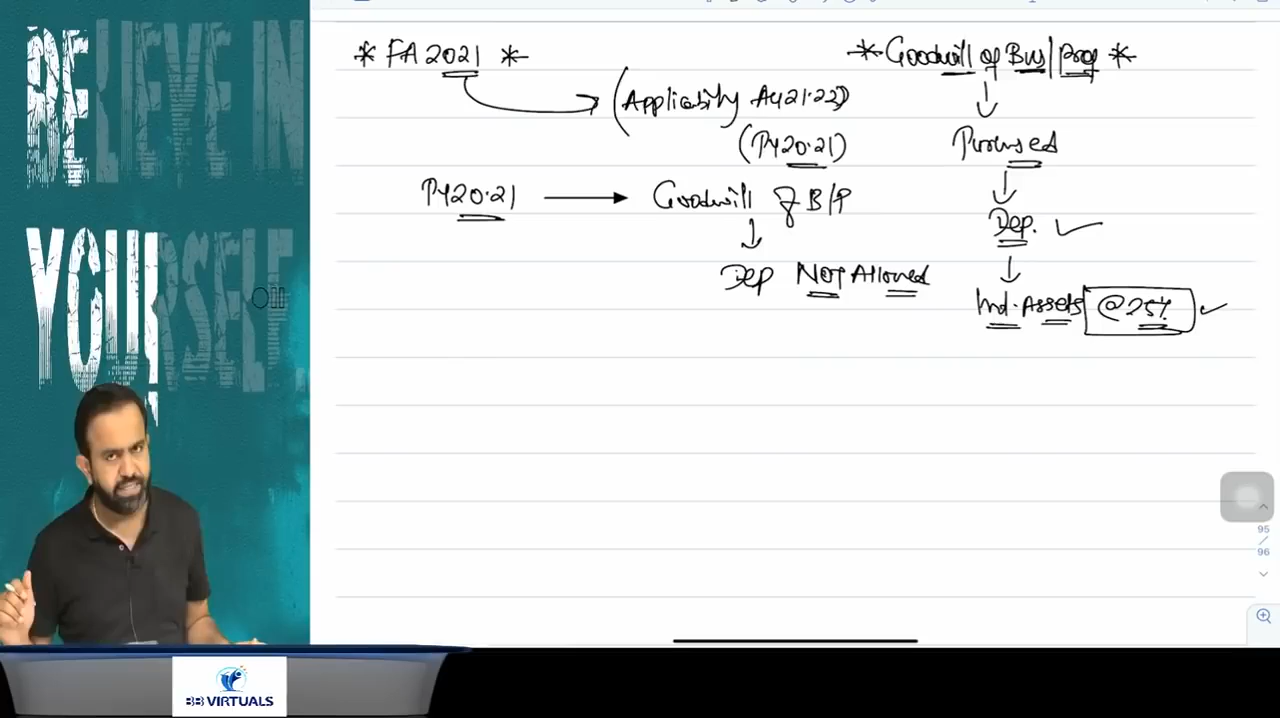 BELIEVE IN
YOURSELF.
* FA 2021 *
(Applicability AY21.22)
(PY20.21)
PY20.21 → Goodwill of B/P
↓
Dep NOT Allowed
* Goodwill of Bus/Prof *
↓
Purchased
↓
Dep. ✓
↓
Ind. Assets @25% ✓
95
/
96
BB VIRTUALS